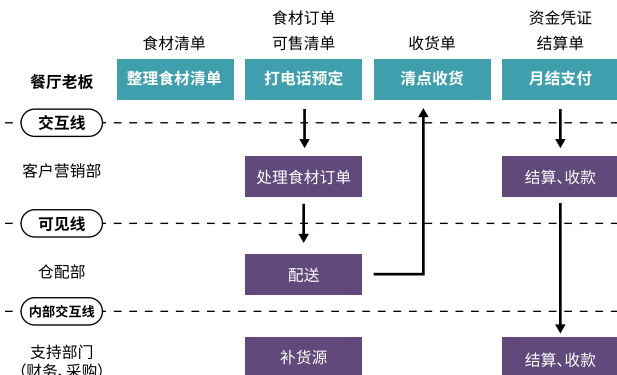 食材订单
资金凭证
食材清单
可售清单
收货单
结算单
餐厅老板
整理食材清单
打电话预定
清点收货
月结支付
交互线
客户营销部
处理食材订单
结算、收款
可见线
仓配部
配送
内部交互线
支持部门
(财务、采购)
补货源
结算、收款